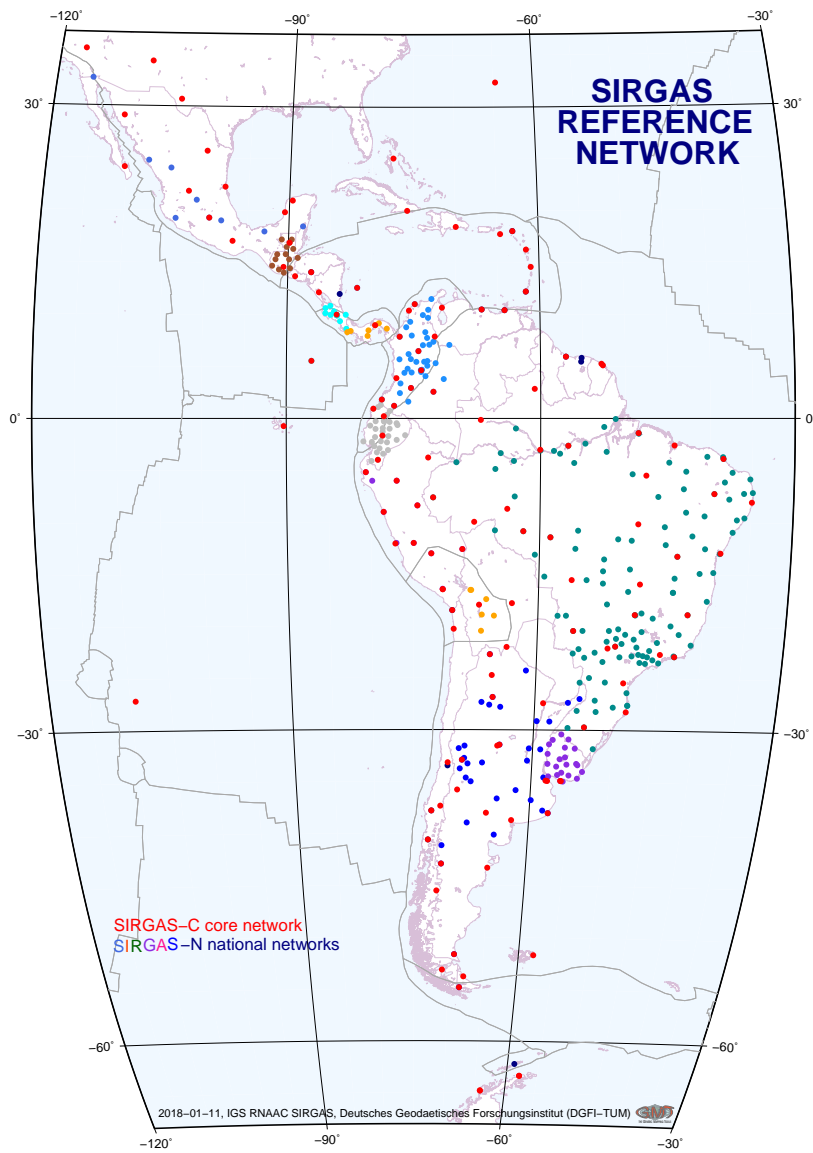 −120˚ −90˚ −60˚ −30˚
SIRGAS
REFERENCE
NETWORK
30˚ 30˚
0˚ 0
−30˚ −30˚
SIRGAS−C core network
SIRGAS−N national networks
−60˚ −60˚
2018−01−11, IGS RNAAC SIRGAS, Deutsches Geodaetisches Forschungsinstitut (DGFI−TUM) GMT
−120˚ −90˚ −60˚ −30˚